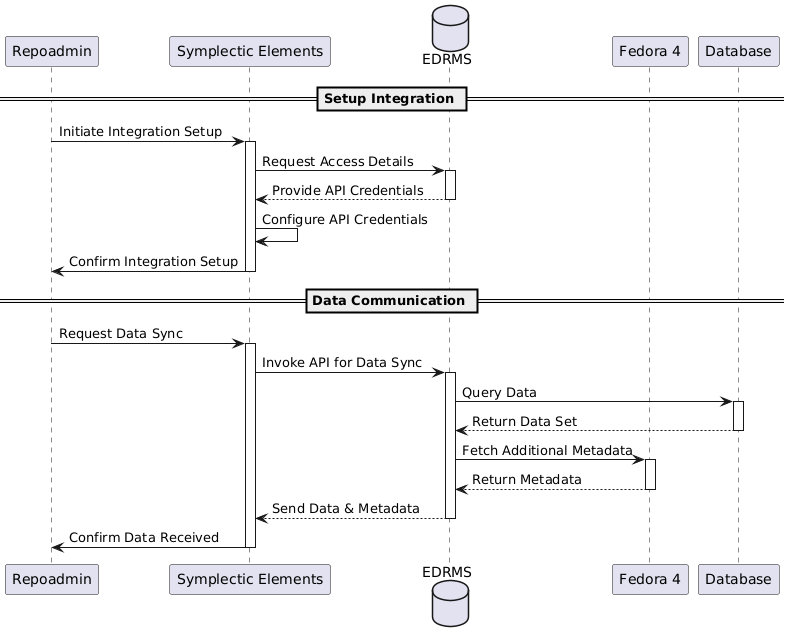 Repoadmin
Symplectic Elements
EDRMS
Fedora 4
Database
Setup Integration
Initiate Integration Setup
Request Access Details
Provide API Credentials
Configure API Credentials
Confirm Integration Setup
Data Communication
Request Data Sync
Invoke API for Data Sync
Query Data
Return Data Set
Fetch Additional Metadata
Return Metadata
Send Data & Metadata
Confirm Data Received
Repoadmin
Symplectic Elements
EDRMS
Fedora 4
Database